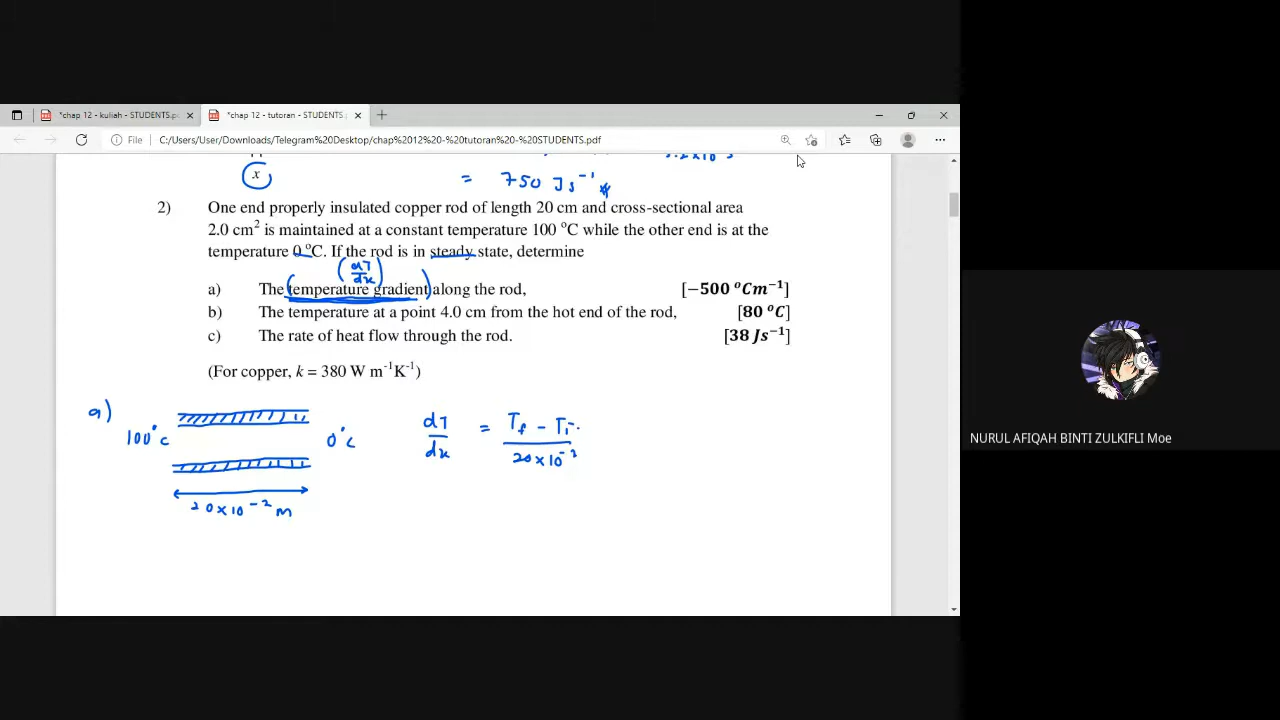 *chap 12 - kuliah - STUDENTS.pd
*chap 12 - tutoran - STUDENTS
File C:/Users/User/Downloads/Telegram%20Desktop/chap%2012%20-%20tutoran%20-%20STUDENTS.pdf
x
= 750 Js⁻¹
2) One end properly insulated copper rod of length 20 cm and cross-sectional area
2.0 cm² is maintained at a constant temperature 100 °C while the other end is at the
temperature 0 °C. If the rod is in steady state, determine
(dT/dx)
a) The (temperature gradient) along the rod, [−500 °Cm⁻¹]
b) The temperature at a point 4.0 cm from the hot end of the rod, [80 °C]
c) The rate of heat flow through the rod. [38 Js⁻¹]
(For copper, k = 380 W m⁻¹K⁻¹)
a)
100°C 0°C
20×10⁻² m
dT/dx = Tf − Ti / 20×10⁻²
NURUL AFIQAH BINTI ZULKIFLI Moe